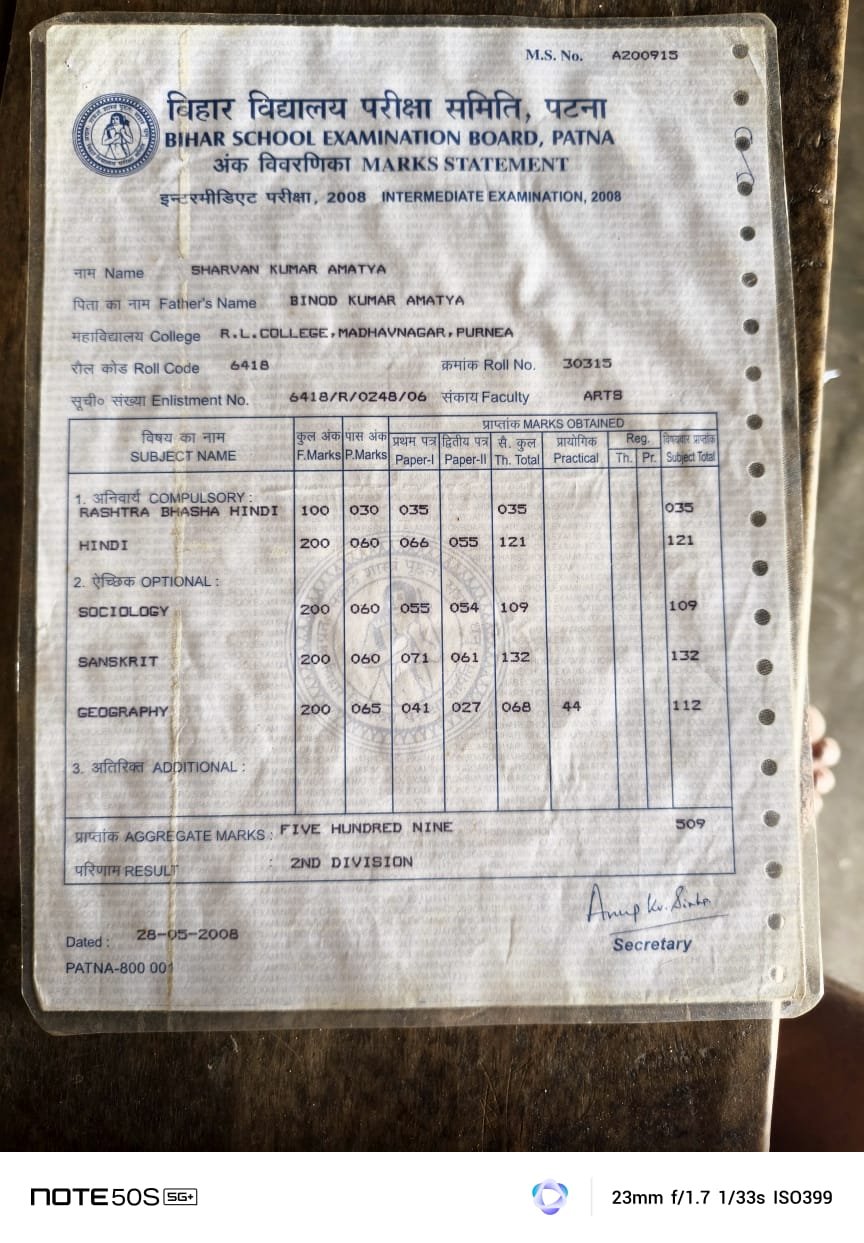 M.S. No. A200915
बिहार विद्यालय परीक्षा समिति, पटना
BIHAR SCHOOL EXAMINATION BOARD, PATNA
अंक विवरणिका MARKS STATEMENT
इन्टरमीडिएट परीक्षा, 2008 INTERMEDIATE EXAMINATION, 2008
नाम Name SHARVAN KUMAR AMATYA
पिता का नाम Father's Name BINOD KUMAR AMATYA
महाविद्यालय College R.L.COLLEGE,MADHAVNAGAR,PURNEA
रौल कोड Roll Code 6418 क्रमांक Roll No. 30315
सूची० संख्या Enlistment No. 6418/R/0248/06 संकाय Faculty ARTS
प्राप्तांक MARKS OBTAINED
विषय का नाम कुल अंक पास अंक प्रथम पत्र द्वितीय पत्र सै. कुल प्रायोगिक Reg. विषयवार प्राप्तांक
SUBJECT NAME F.Marks P.Marks Paper-I Paper-II Th. Total Practical Th. Pr. Subject Total
1. अनिवार्य COMPULSORY :
RASHTRA BHASHA HINDI 100 030 035 035 035
HINDI 200 060 066 055 121 121
2. ऐच्छिक OPTIONAL :
SOCIOLOGY 200 060 055 054 109 109
SANSKRIT 200 060 071 061 132 132
GEOGRAPHY 200 065 041 027 068 44 112
3. अतिरिक्त ADDITIONAL :
प्राप्तांक AGGREGATE MARKS : FIVE HUNDRED NINE 509
परिणाम RESULT : 2ND DIVISION
Anup Kr. Sinha
Dated : 28-05-2008
Secretary
PATNA-800 001
NOTE50S 5G+ 23mm f/1.7 1/33s ISO399